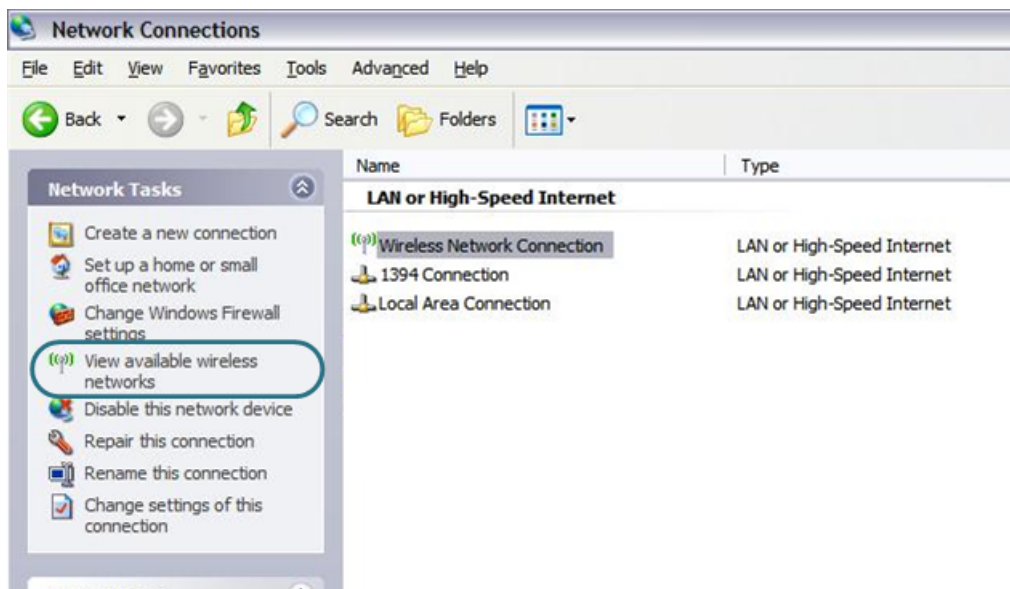 Network Connections
File Edit View Favorites Tools Advanced Help
Back Search Folders
Name Type
Network Tasks
LAN or High-Speed Internet
Create a new connection
Set up a home or small
office network
Change Windows Firewall
settings
View available wireless
networks
Disable this network device
Repair this connection
Rename this connection
Change settings of this
connection
Wireless Network Connection LAN or High-Speed Internet
1394 Connection LAN or High-Speed Internet
Local Area Connection LAN or High-Speed Internet